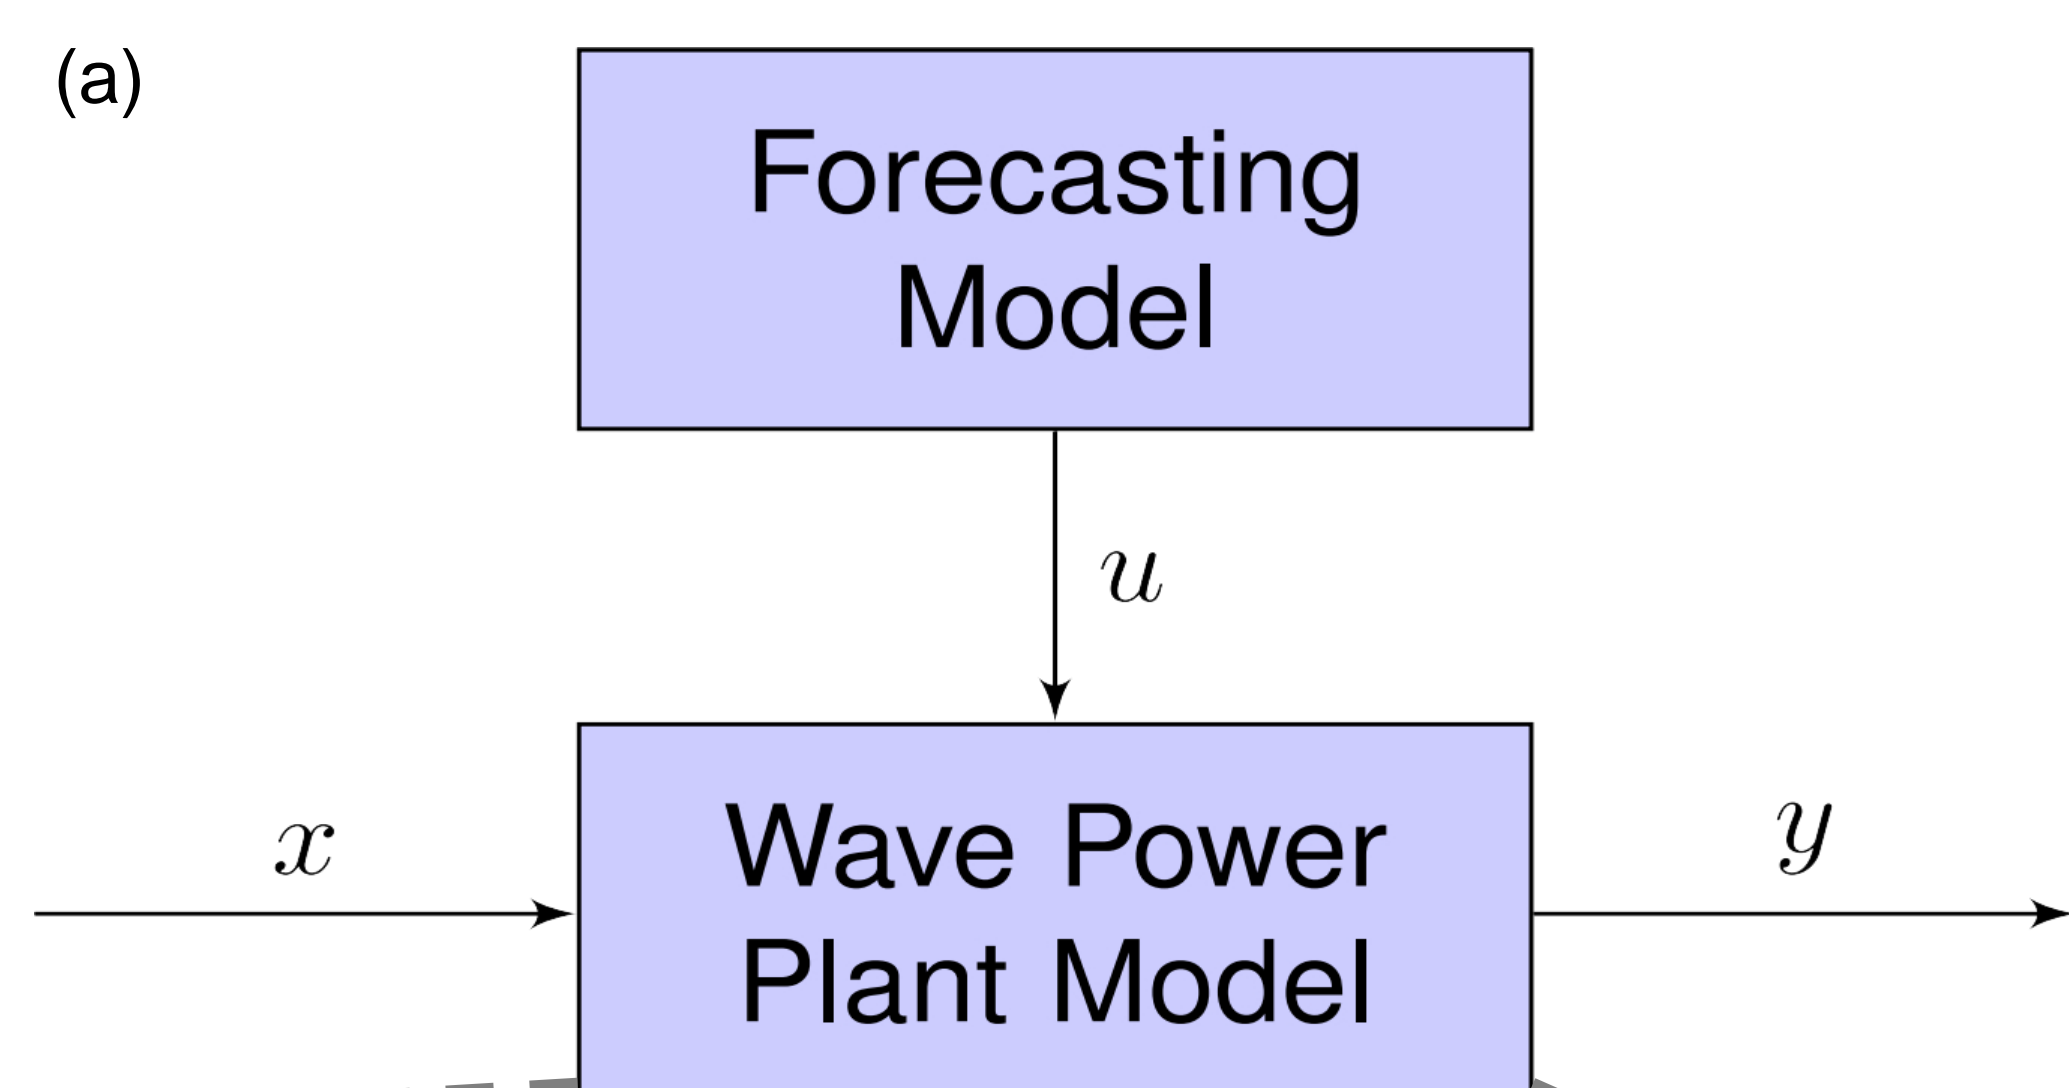 (a)
Forecasting
Model
u
x
Wave Power
Plant Model
y